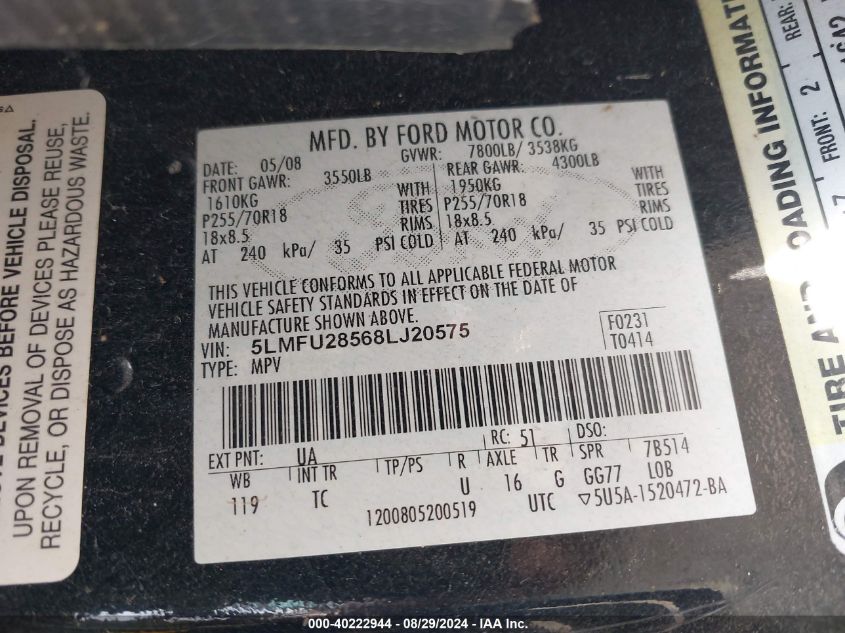 MFD. BY FORD MOTOR CO.
DATE: 05/08 GVWR: 7800LB/ 3538KG
FRONT GAWR: 3550LB REAR GAWR: 4300LB
1610KG WITH 1950KG WITH
P255/70R18 TIRES P255/70R18 TIRES
18x8.5 RIMS 18x8.5 RIMS
AT 240 kPa/ 35 PSI COLD AT 240 kPa/ 35 PSI COLD
THIS VEHICLE CONFORMS TO ALL APPLICABLE FEDERAL MOTOR
VEHICLE SAFETY STANDARDS IN EFFECT ON THE DATE OF
MANUFACTURE SHOWN ABOVE.
VIN: 5LMFU28568LJ20575 F0231
TYPE: MPV T0414
EXT PNT: UA RC: 51 DSO:
WB INT TR TP/PS R AXLE TR SPR 7B514
119 TC U 16 G GG77 LOB
1200805200519 UTC ▽5U5A-1520472-BA
DEVICES BEFORE VEHICLE DISPOSAL.
UPON REMOVAL OF DEVICES PLEASE REUSE,
RECYCLE, OR DISPOSE AS HAZARDOUS WASTE.
TIRE AND LOADING INFORMATI
FRONT: 2 REAR:
000-40222944 - 08/29/2024 - IAA Inc.